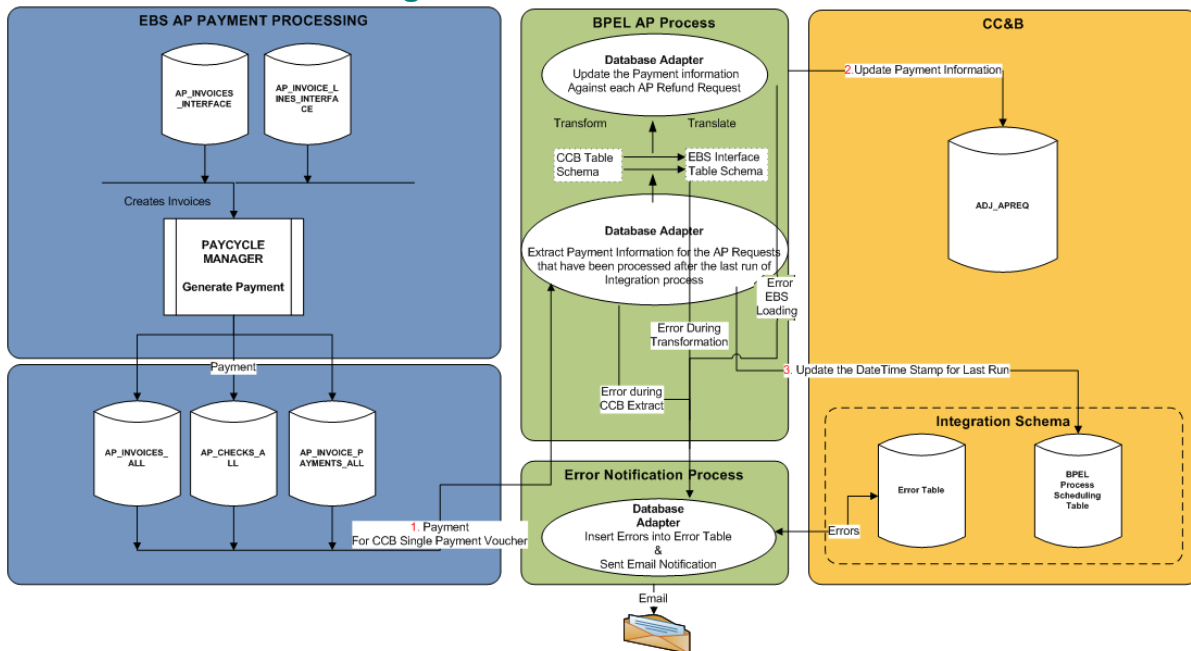 EBS AP PAYMENT PROCESSING
AP_INVOICES
_INTERFACE
AP_INVOICE_L
INES_INTERFA
CE
Creates Invoices
PAYCYCLE
MANAGER
Generate Payment
Payment
AP_INVOICES_
ALL
AP_CHECKS_A
LL
AP_INVOICE_P
AYMENTS_ALL
1. Payment
For CCB Single Payment Voucher
BPEL AP Process
Database Adapter
Update the Payment information
Against each AP Refund Request
Transform
Translate
CCB Table
Schema
EBS Interface
Table Schema
Database Adapter
Extract Payment Information for the AP Requests
that have been processed after the last run of
Integration process
Error
EBS
Loading
Error During
Transformation
Error during
CCB Extract
Error Notification Process
Database
Adapter
Insert Errors into Error Table
&
Sent Email Notification
Email
CC&B
2.Update Payment Information
ADJ_APREQ
3. Update the DateTime Stamp for Last Run
Integration Schema
Error Table
BPEL
Process
Scheduling
Table
Errors